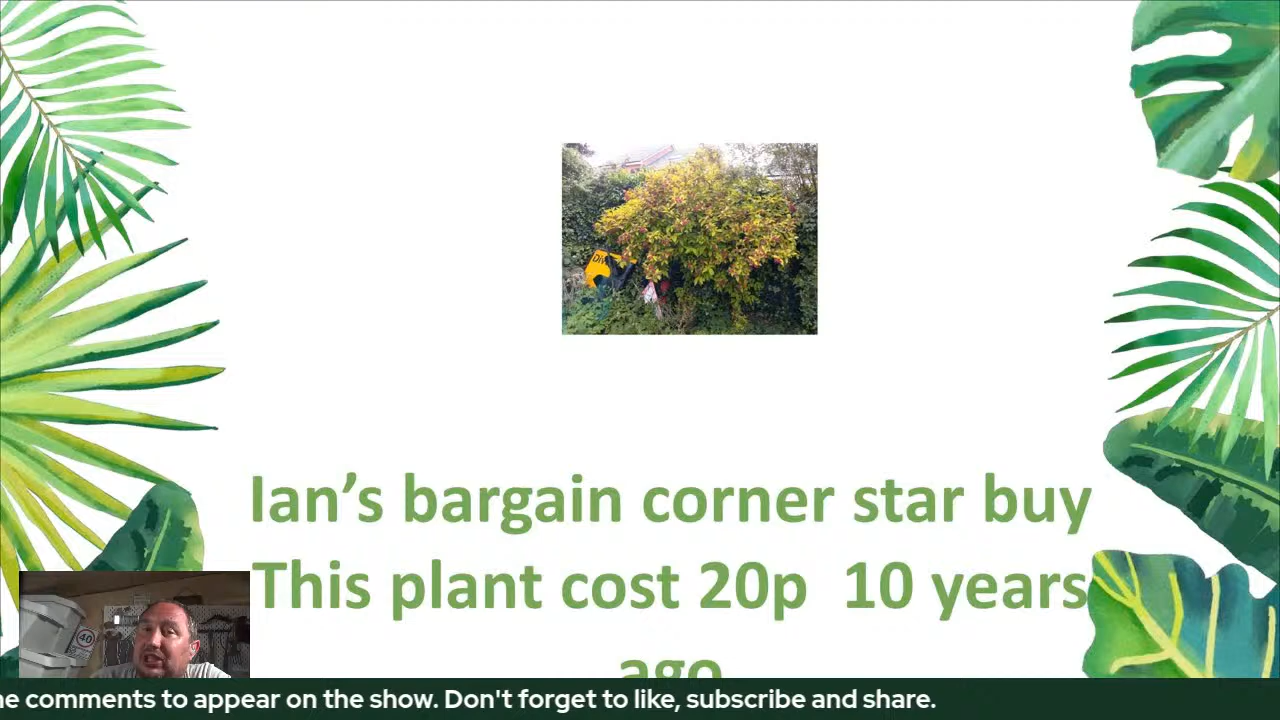 Ian's bargain corner star buy
This plant cost 20p 10 years
ago
40
comments to appear on the show. Don't forget to like, subscribe and share.